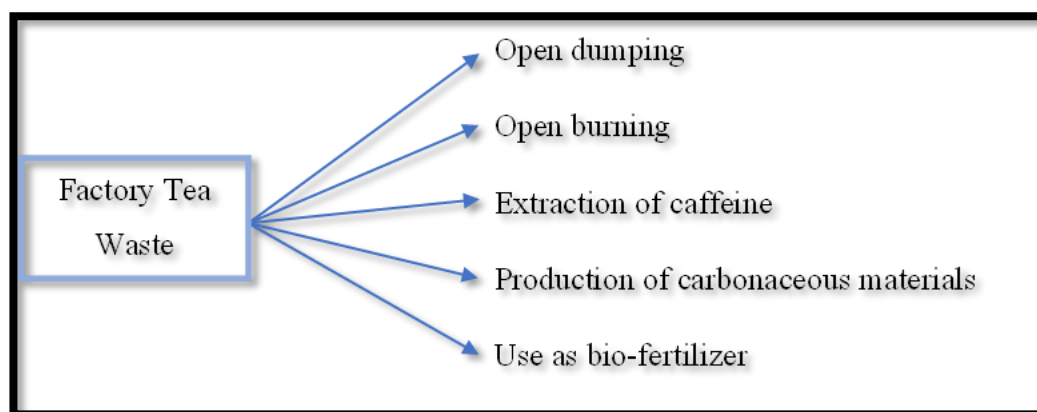 Factory Tea
Waste
Open dumping
Open burning
Extraction of caffeine
Production of carbonaceous materials
Use as bio-fertilizer